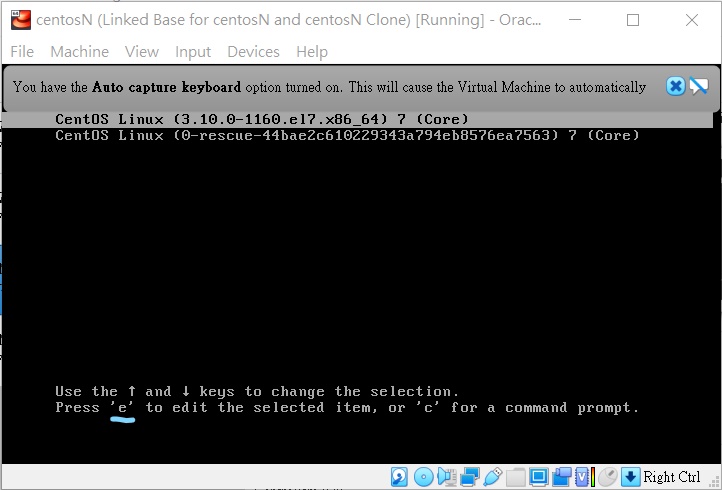 centosN (Linked Base for centosN and centosN Clone) [Running] - Orac...
File Machine View Input Devices Help
You have the Auto capture keyboard option turned on. This will cause the Virtual Machine to automatically
CentOS Linux (3.10.0-1160.el7.x86_64) 7 (Core)
CentOS Linux (0-rescue-44bae2c610229343a794eb8576ea7563) 7 (Core)
Use the ↑ and ↓ keys to change the selection.
Press 'e' to edit the selected item, or 'c' for a command prompt.
Right Ctrl